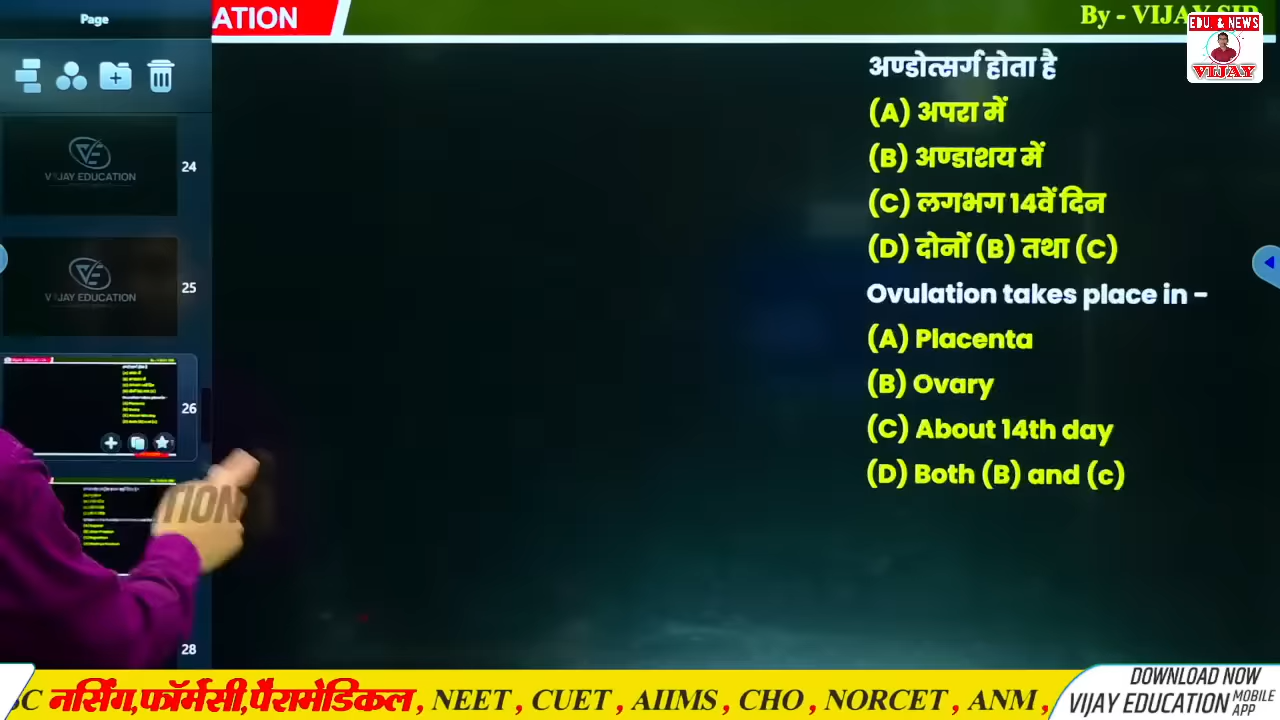 Page
ATION
By - VIJAY SIR
EDU. & NEWS
VIJAY
अण्डोत्सर्ग होता है
(A) अपरा में
(B) अण्डाशय में
(C) लगभग 14वें दिन
(D) दोनों (B) तथा (C)
Ovulation takes place in -
(A) Placenta
(B) Ovary
(C) About 14th day
(D) Both (B) and (c)
24
VIJAY EDUCATION
25
VIJAY EDUCATION
26
TION
28
SC नर्सिंग,फॉर्मेसी,पैरामेडिकल , NEET , CUET , AIIMS , CHO , NORCET , ANM ,
DOWNLOAD NOW
VIJAY EDUCATION MOBILE APP